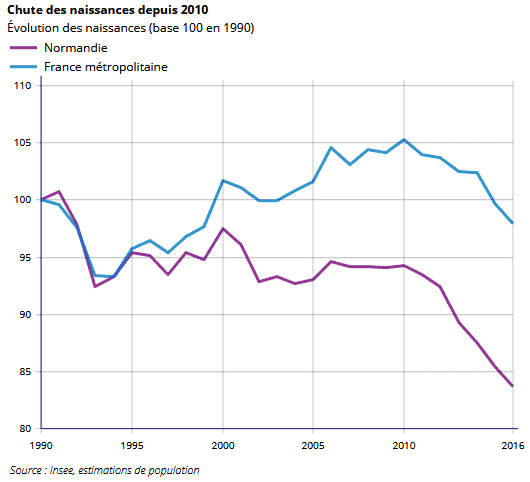 Chute des naissances depuis 2010
Évolution des naissances (base 100 en 1990)
Normandie
France métropolitaine
110
105
100
95
90
85
80
1990 1995 2000 2005 2010 2016
Source : Insee, estimations de population